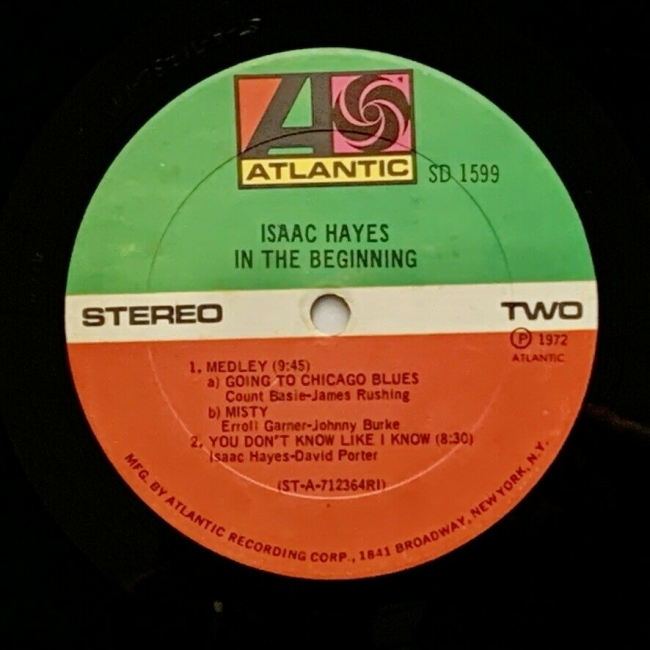 ATLANTIC
SD 1599
ISAAC HAYES
IN THE BEGINNING
STEREO
TWO
Ⓟ 1972
ATLANTIC
1. MEDLEY (9:45)
a) GOING TO CHICAGO BLUES
Count Basie-James Rushing
b) MISTY
Erroll Garner-Johnny Burke
2. YOU DON'T KNOW LIKE I KNOW (8:30)
Isaac Hayes-David Porter
(ST-A-712364RI)
MFG. BY ATLANTIC RECORDING CORP., 1841 BROADWAY, NEW YORK, N.Y.